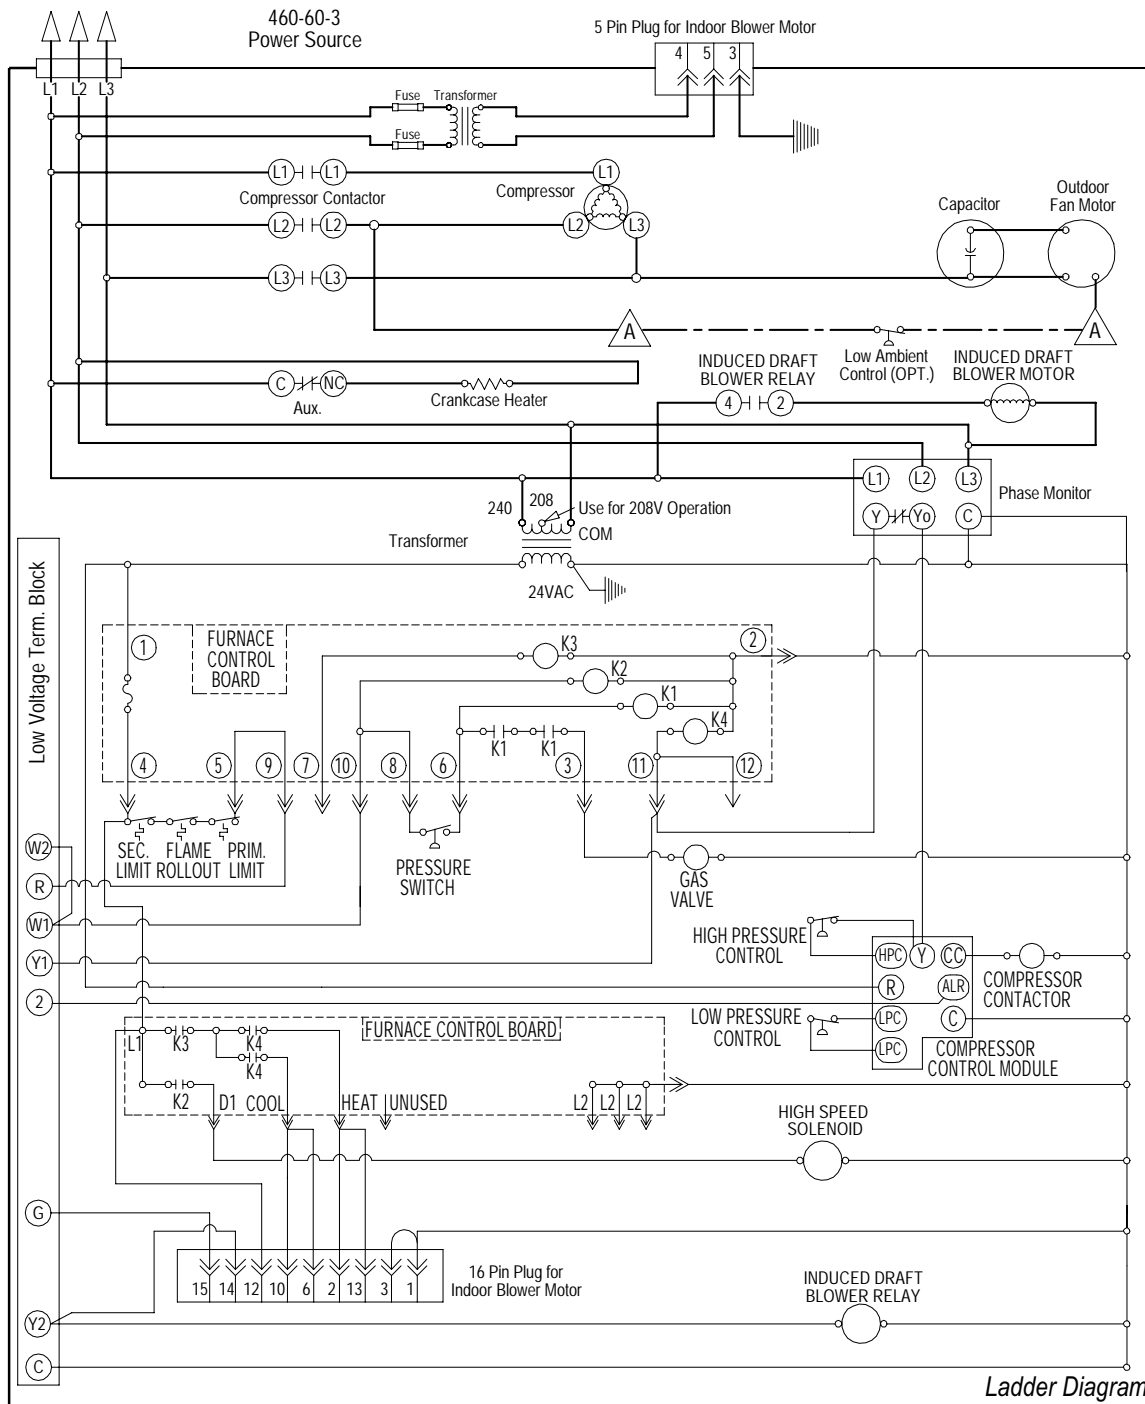 460-60-3
Power Source
5 Pin Plug for Indoor Blower Motor
4 5 3
L1 L2 L3
Fuse Transformer
Fuse
L1 L1
Compressor Contactor
Compressor
L1
L2 L2
L2 L3
L3 L3
Capacitor
Outdoor
Fan Motor
A
A
Low Ambient
Control (OPT.)
C NC
Aux.
Crankcase Heater
INDUCED DRAFT
BLOWER RELAY
4 2
INDUCED DRAFT
BLOWER MOTOR
L1 L2 L3
Phase Monitor
Y Yo C
240 208
Use for 208V Operation
COM
Transformer
24VAC
Low Voltage Term. Block
FURNACE
CONTROL
BOARD
1
K3
2
K2
K1
K4
K1 K1
4 5 9 7 10 8 6 3 11 12
SEC.
LIMIT
FLAME
ROLLOUT
PRIM.
LIMIT
PRESSURE
SWITCH
GAS
VALVE
W2
R
W1
Y1
2
HIGH PRESSURE
CONTROL
HPC Y CC
COMPRESSOR
CONTACTOR
R ALR
LOW PRESSURE
CONTROL
LPC C
LPC
COMPRESSOR
CONTROL MODULE
FURNACE CONTROL BOARD
L1 K3 K4
K4
K2
D1 COOL HEAT UNUSED
L2 L2 L2
HIGH SPEED
SOLENOID
G
15 14 12 10 6 2 13 3 1
16 Pin Plug for
Indoor Blower Motor
INDUCED DRAFT
BLOWER RELAY
Y2
C
Ladder Diagram